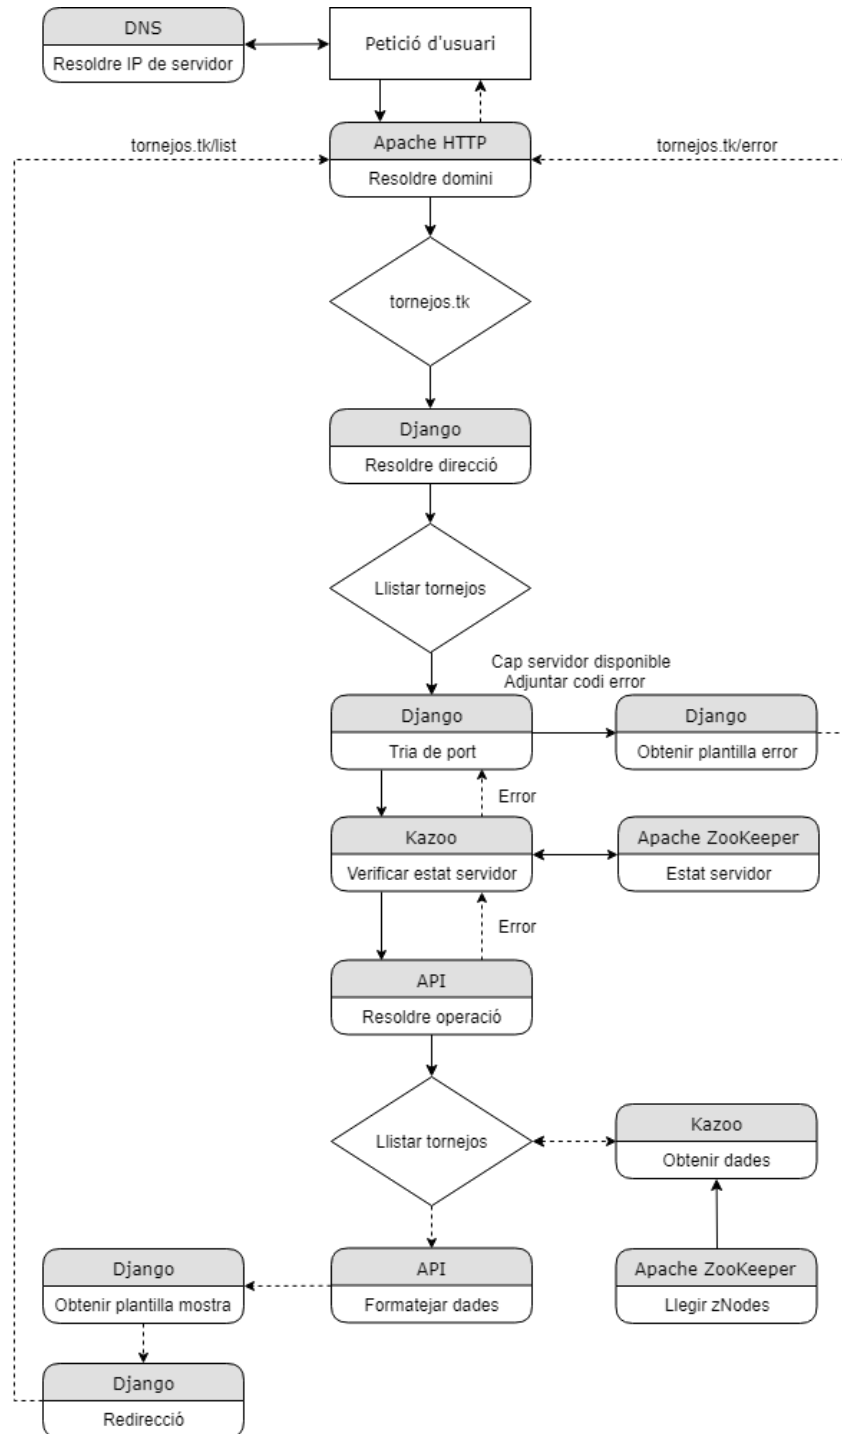 DNS
Resoldre IP de servidor
Petició d'usuari
tornejos.tk/list
Apache HTTP
Resoldre domini
tornejos.tk/error
tornejos.tk
Django
Resoldre direcció
Llistar tornejos
Cap servidor disponible
Adjuntar codi error
Django
Tria de port
Django
Obtenir plantilla error
Error
Kazoo
Verificar estat servidor
Apache ZooKeeper
Estat servidor
Error
API
Resoldre operació
Llistar tornejos
Kazoo
Obtenir dades
Django
Obtenir plantilla mostra
API
Formatejar dades
Apache ZooKeeper
Llegir zNodes
Django
Redirecció